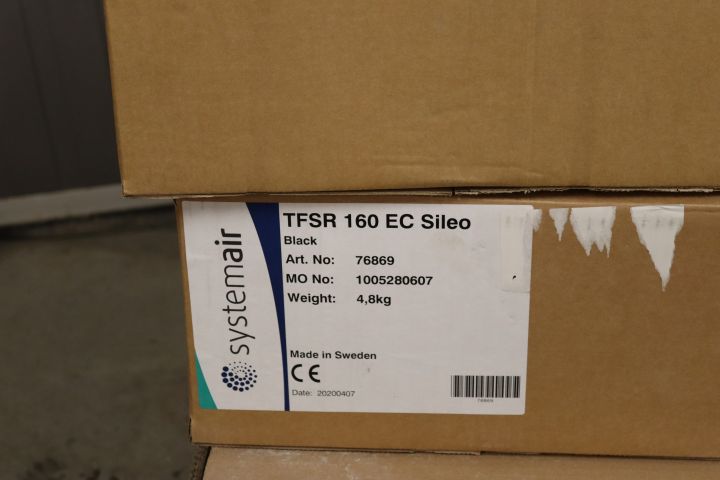 systemair
TFSR 160 EC Sileo
Black
Art. No: 76869
MO No: 1005280607
Weight: 4,8kg
Made in Sweden
CE
Date: 20200407
76869